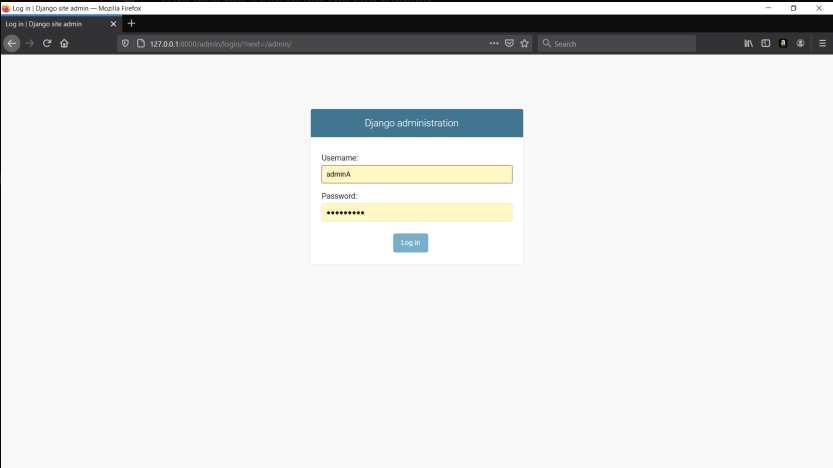 Log in | Django site admin — Mozilla Firefox
Log in | Django site admin
127.0.0.1:8000/admin/login/?next=/admin/
Search
Django administration
Username:
adminA
Password:
•••••••••
Log in